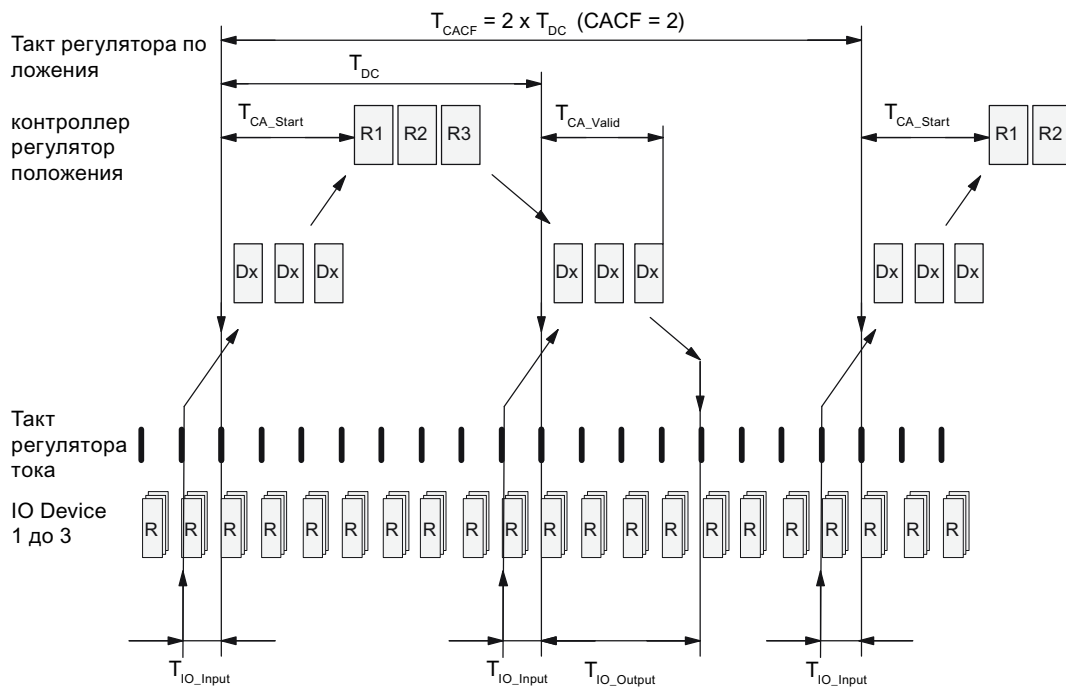 T_CACF = 2 x T_DC (CACF = 2)
Такт регулятора по
ложения
T_DC
контроллер
регулятор
положения
T_CA_Start
R1 R2 R3
T_CA_Valid
T_CA_Start
R1 R2
Dx Dx Dx
Dx Dx Dx
Dx Dx Dx
Такт
регулятора
тока
IO Device
1 до 3
R R R R R R R R R R R R R R R R R R R R R
T_IO_Input
T_IO_Input
T_IO_Output
T_IO_Input